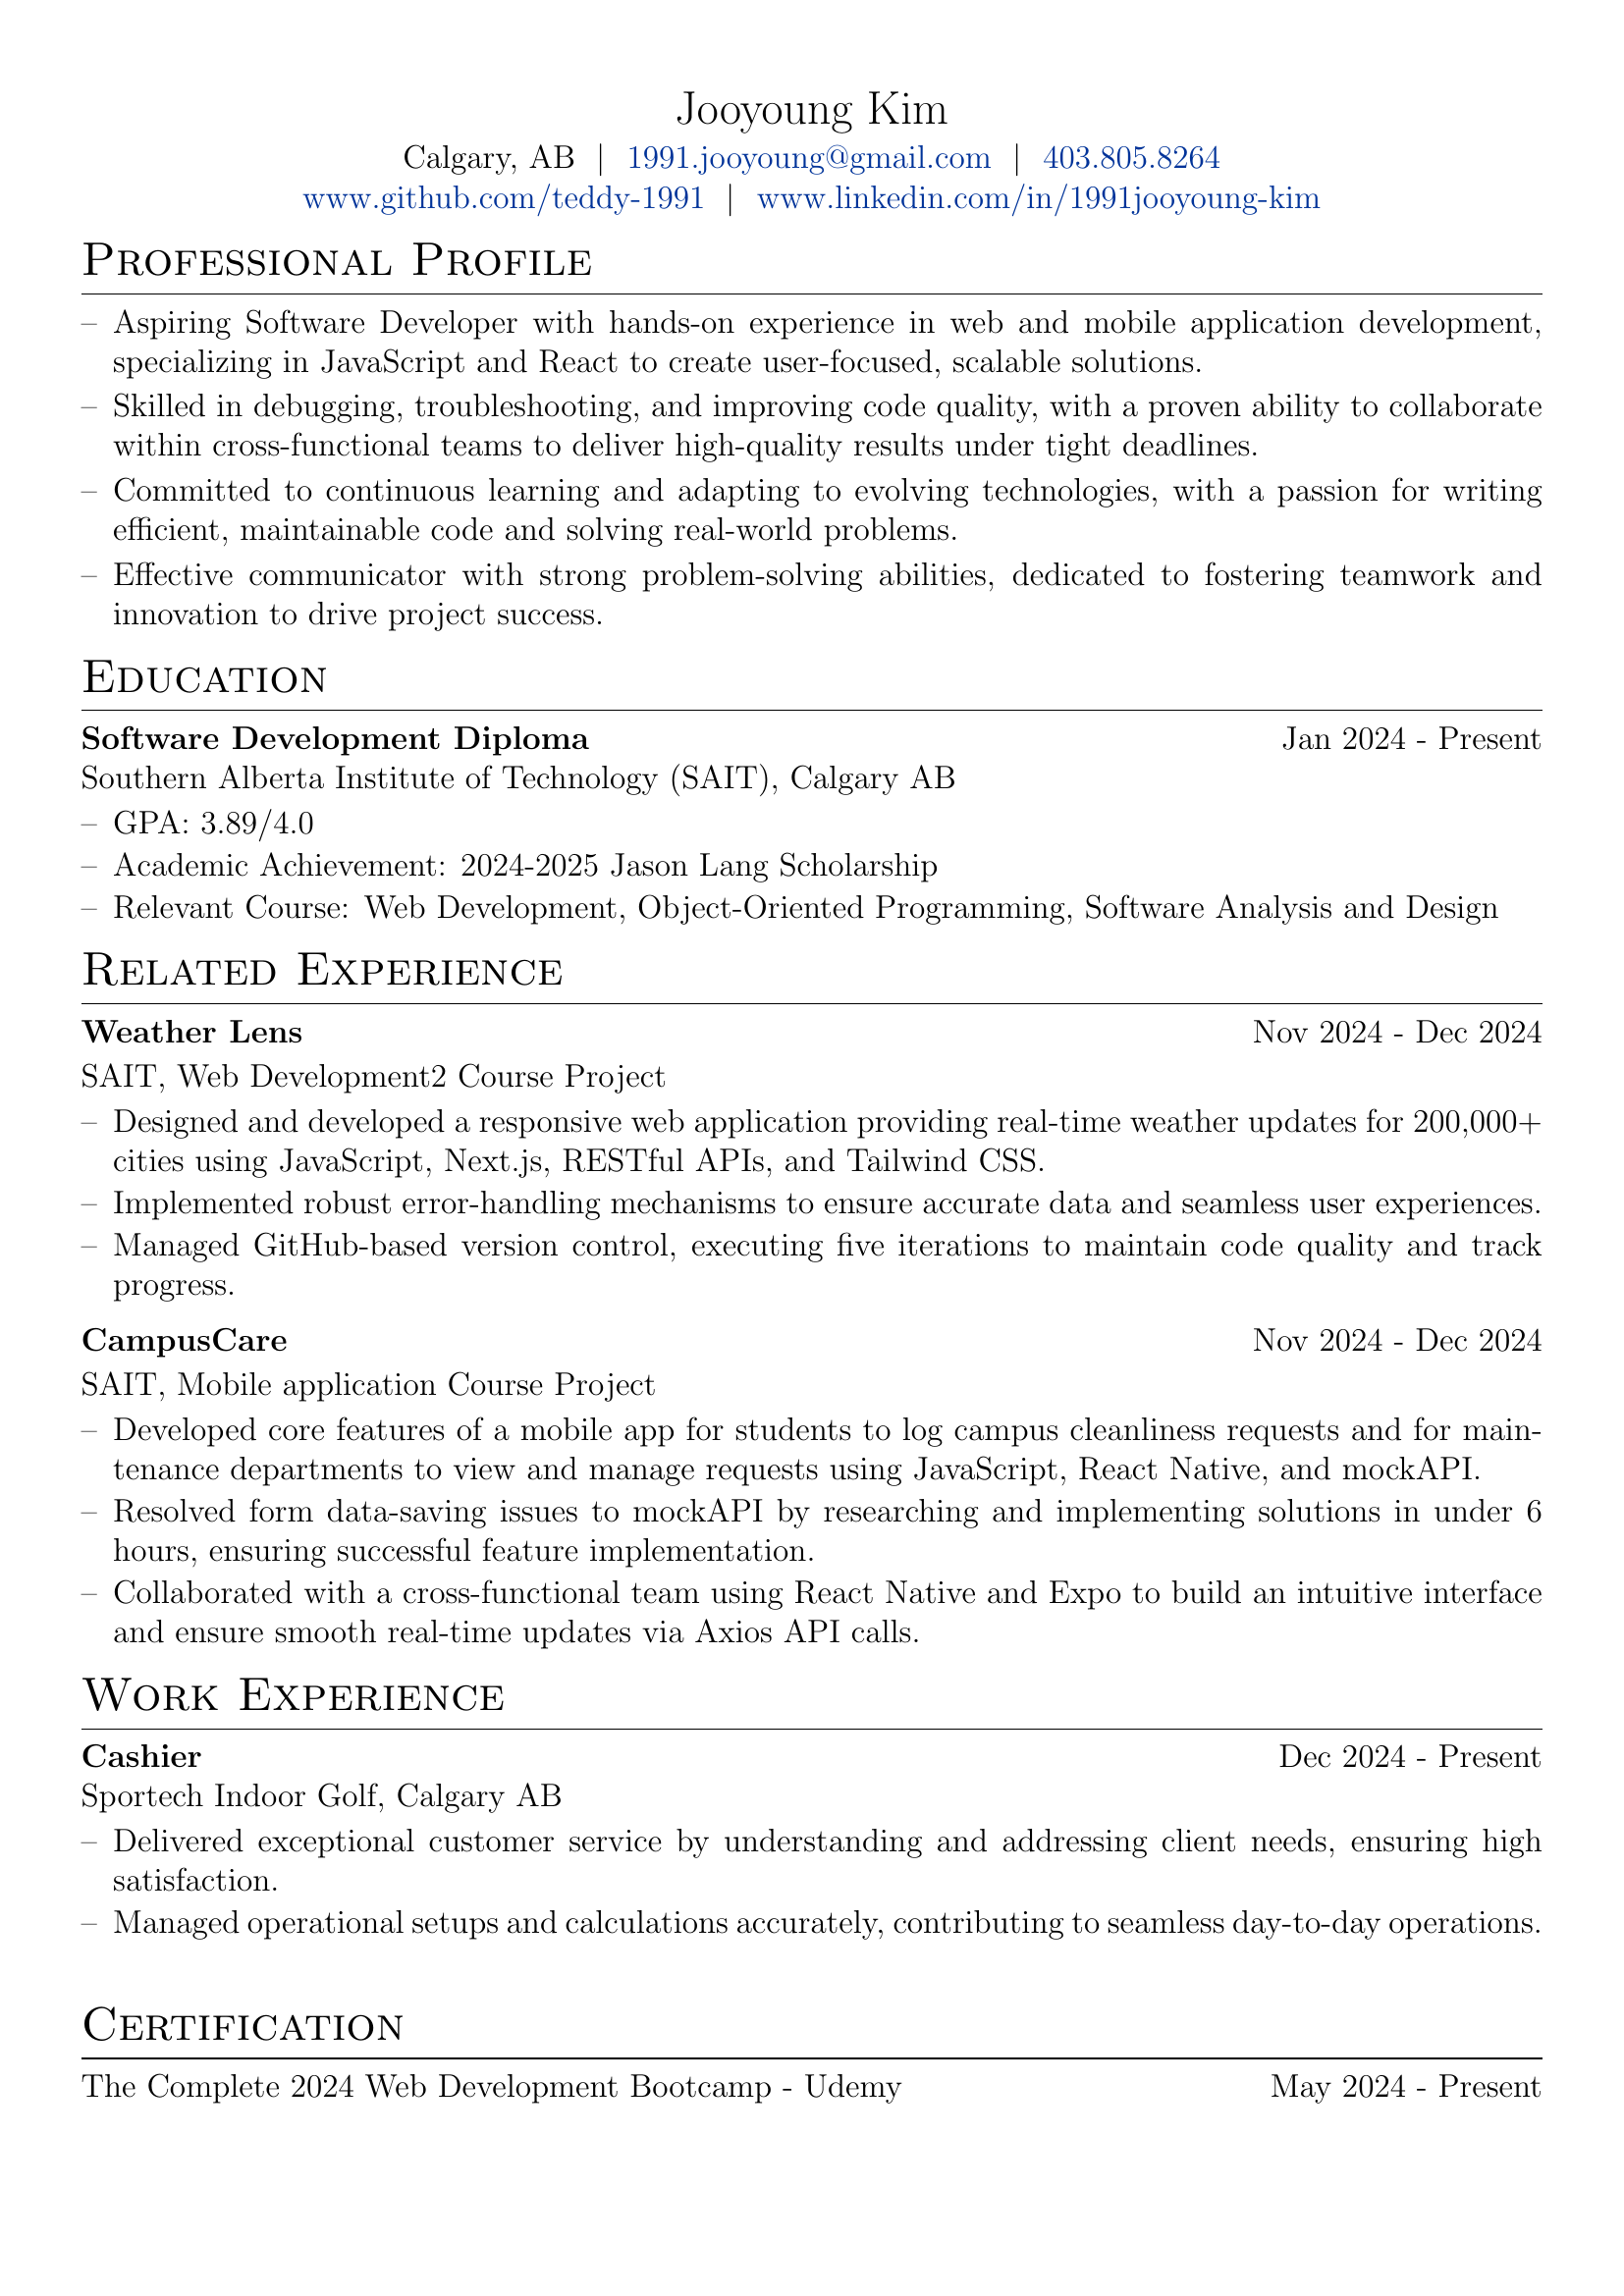 Jooyoung Kim
Calgary, AB | 1991.jooyoung@gmail.com | 403.805.8264
www.github.com/teddy-1991 | www.linkedin.com/in/1991jooyoung-kim
Professional Profile
– Aspiring Software Developer with hands-on experience in web and mobile application development,
specializing in JavaScript and React to create user-focused, scalable solutions.
– Skilled in debugging, troubleshooting, and improving code quality, with a proven ability to collaborate
within cross-functional teams to deliver high-quality results under tight deadlines.
– Committed to continuous learning and adapting to evolving technologies, with a passion for writing
efficient, maintainable code and solving real-world problems.
– Effective communicator with strong problem-solving abilities, dedicated to fostering teamwork and
innovation to drive project success.
Education
Software Development Diploma Jan 2024 - Present
Southern Alberta Institute of Technology (SAIT), Calgary AB
– GPA: 3.89/4.0
– Academic Achievement: 2024-2025 Jason Lang Scholarship
– Relevant Course: Web Development, Object-Oriented Programming, Software Analysis and Design
Related Experience
Weather Lens Nov 2024 - Dec 2024
SAIT, Web Development2 Course Project
– Designed and developed a responsive web application providing real-time weather updates for 200,000+
cities using JavaScript, Next.js, RESTful APIs, and Tailwind CSS.
– Implemented robust error-handling mechanisms to ensure accurate data and seamless user experiences.
– Managed GitHub-based version control, executing five iterations to maintain code quality and track
progress.
CampusCare Nov 2024 - Dec 2024
SAIT, Mobile application Course Project
– Developed core features of a mobile app for students to log campus cleanliness requests and for main-
tenance departments to view and manage requests using JavaScript, React Native, and mockAPI.
– Resolved form data-saving issues to mockAPI by researching and implementing solutions in under 6
hours, ensuring successful feature implementation.
– Collaborated with a cross-functional team using React Native and Expo to build an intuitive interface
and ensure smooth real-time updates via Axios API calls.
Work Experience
Cashier Dec 2024 - Present
Sportech Indoor Golf, Calgary AB
– Delivered exceptional customer service by understanding and addressing client needs, ensuring high
satisfaction.
– Managed operational setups and calculations accurately, contributing to seamless day-to-day operations.
Certification
The Complete 2024 Web Development Bootcamp - Udemy May 2024 - Present